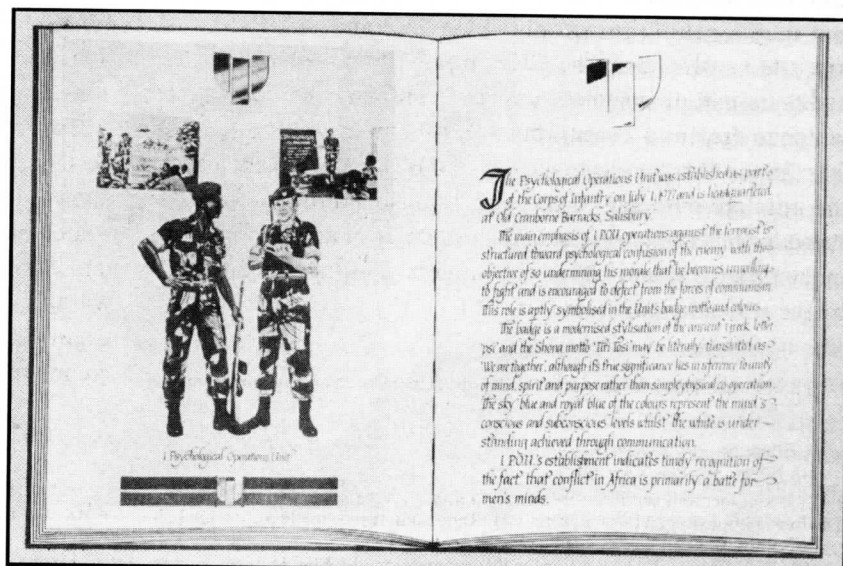 1 Psychological Operations Unit
The Psychological Operations Unit was established as part
of the Corps of Infantry on July 1, 1977 and is headquartered
at Old Cranborne Barracks, Salisbury.
The main emphasis of 1 POU operations against the terrorist is
structured toward psychological confusion of the enemy with the
objective of so undermining his morale that he becomes unwilling
to fight and is encouraged to defect from the forces of communism.
This role is aptly symbolised in the Unit's badge, motto and colours.
The badge is a modernised stylisation of the ancient Greek letter
'psi' and the Shona motto 'Tiri Tose' may be literally translated as
'We are together', although its true significance lies in reference to unity
of mind, spirit and purpose rather than simple physical co-operation.
The sky blue and royal blue of the colours represent the mind's
conscious and subconscious levels whilst the white is under-
standing achieved through communication.
1 POU's establishment indicates timely recognition of
the fact that conflict in Africa is primarily a battle for
men's minds.